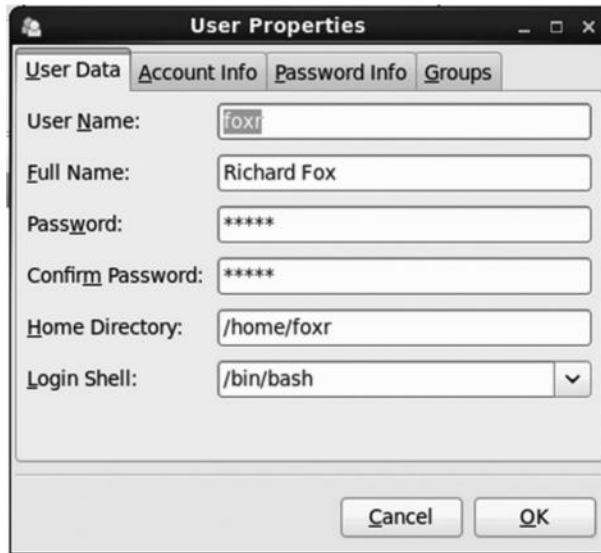 User Properties
User Data Account Info Password Info Groups
User Name: foxr
Full Name: Richard Fox
Password: *****
Confirm Password: *****
Home Directory: /home/foxr
Login Shell: /bin/bash
Cancel OK